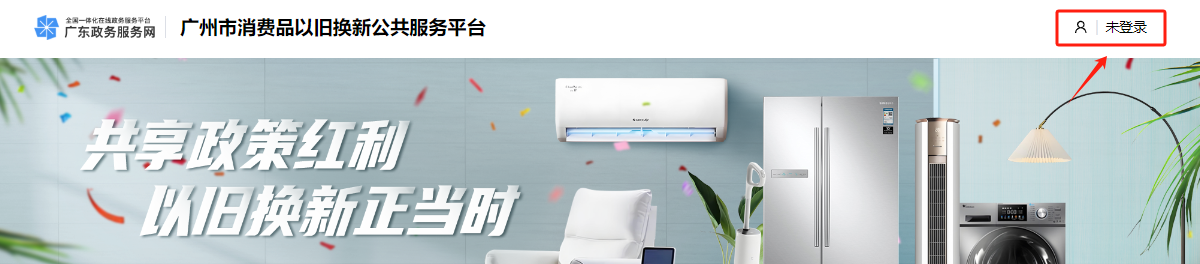 全国一体化在线政务服务平台
广东政务服务网
广州市消费品以旧换新公共服务平台
未登录
共享政策红利
以旧换新正当时